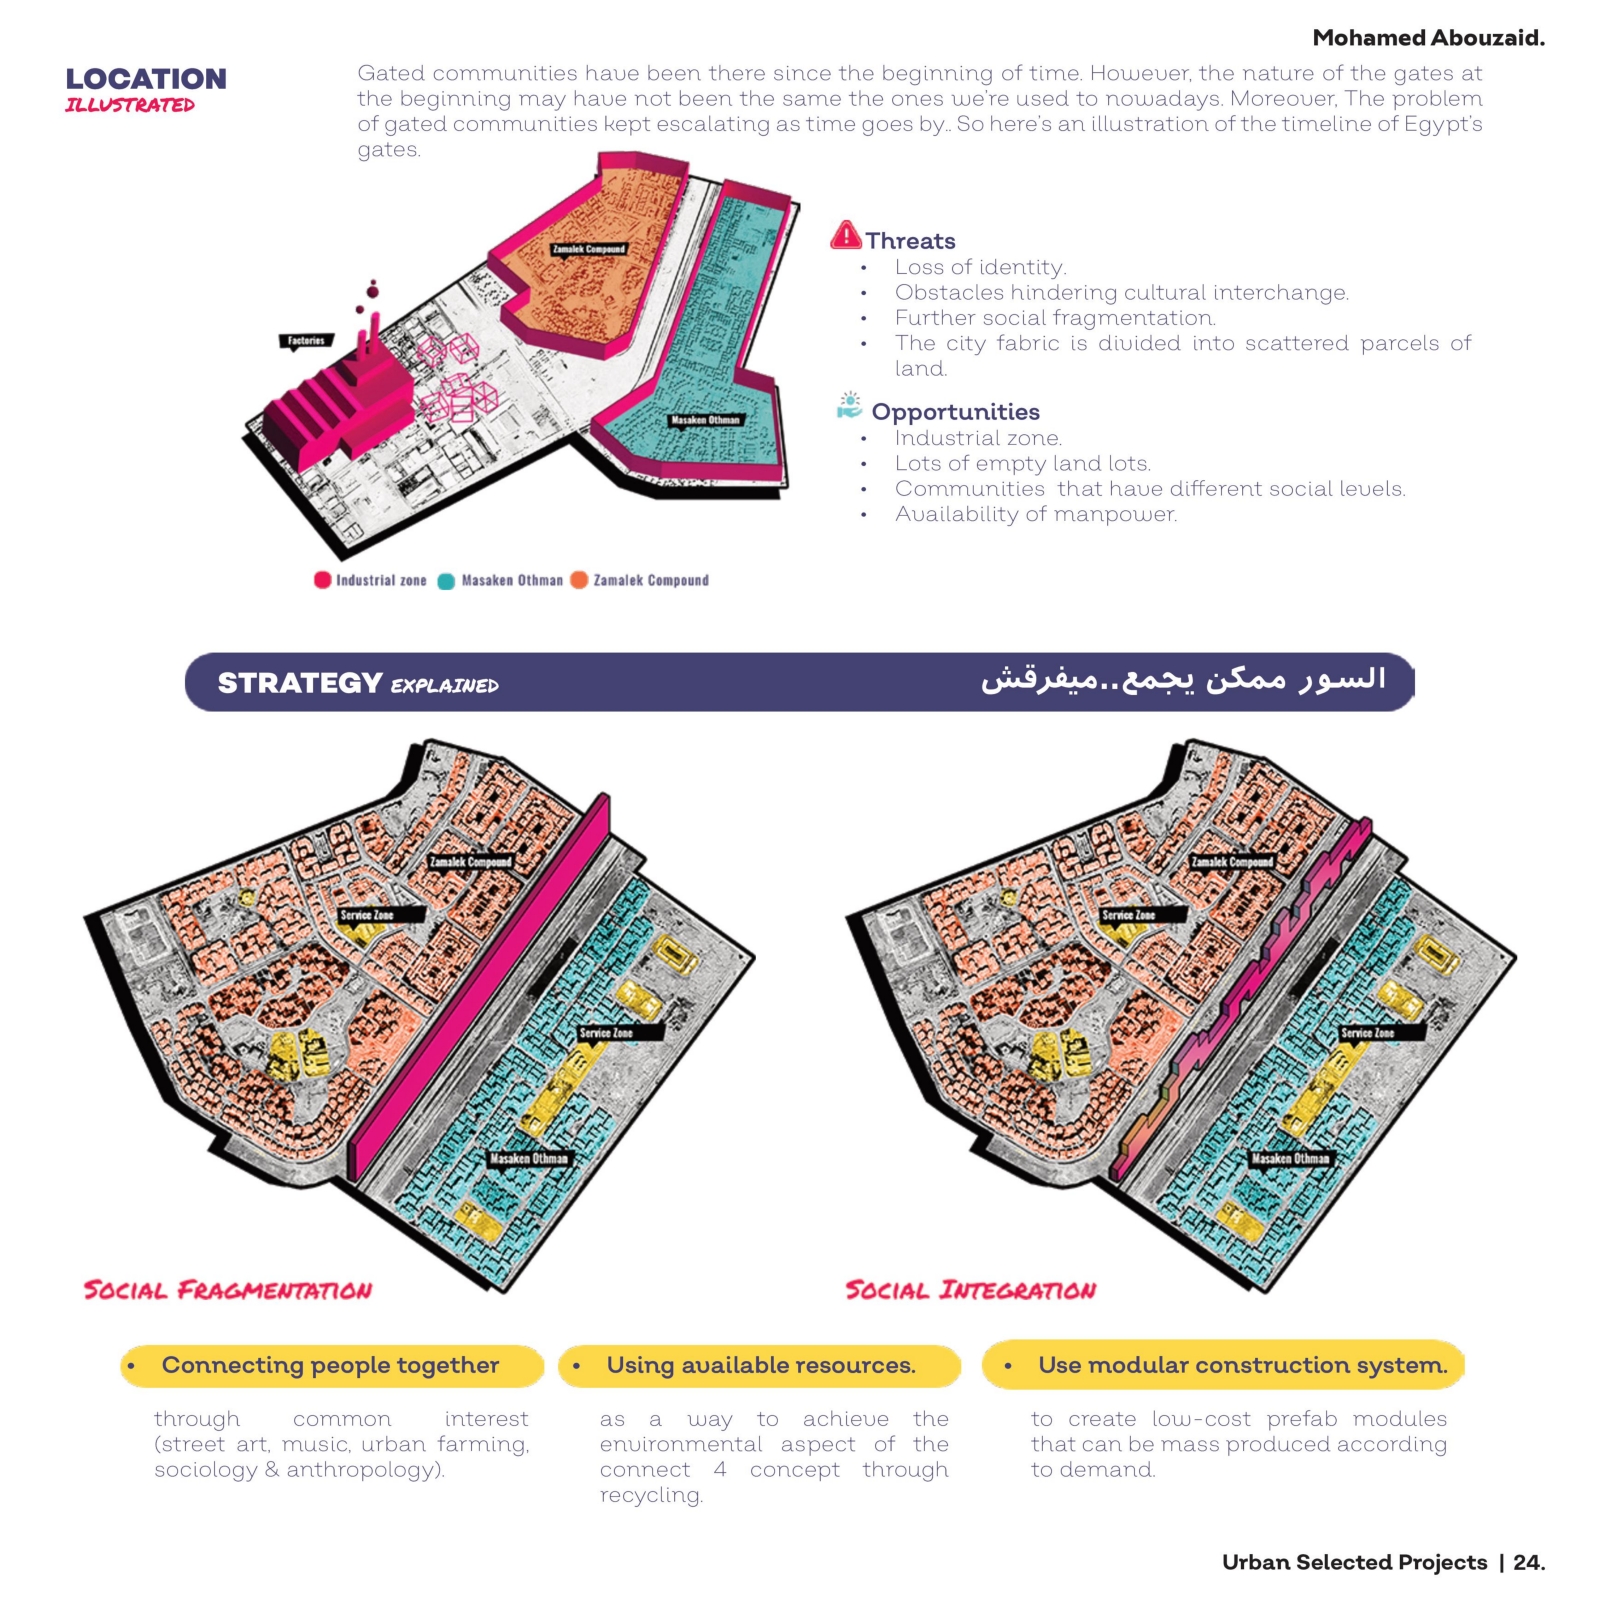 Mohamed Abouzaid.
LOCATION
ILLUSTRATED
Gated communities have been there since the beginning of time. However, the nature of the gates at
the beginning may have not been the same the ones we're used to nowadays. Moreover, The problem
of gated communities kept escalating as time goes by.. So here's an illustration of the timeline of Egypt's
gates.
Zamalek Compound
Factories
Masaken Othman
Industrial zone
Masaken Othman
Zamalek Compound
Threats
• Loss of identity.
• Obstacles hindering cultural interchange.
• Further social fragmentation.
• The city fabric is divided into scattered parcels of
land.
Opportunities
• Industrial zone.
• Lots of empty land lots.
• Communities that have different social levels.
• Availability of manpower.
STRATEGY EXPLAINED
السور ممكن يجمع..ميفرقش
Zamalek Compound
Service Zone
Service Zone
Masaken Othman
SOCIAL FRAGMENTATION
Zamalek Compound
Service Zone
Service Zone
Masaken Othman
SOCIAL INTEGRATION
• Connecting people together
through common interest
(street art, music, urban farming,
sociology & anthropology).
• Using available resources.
as a way to achieve the
environmental aspect of the
connect 4 concept through
recycling.
• Use modular construction system.
to create low-cost prefab modules
that can be mass produced according
to demand.
Urban Selected Projects | 24.